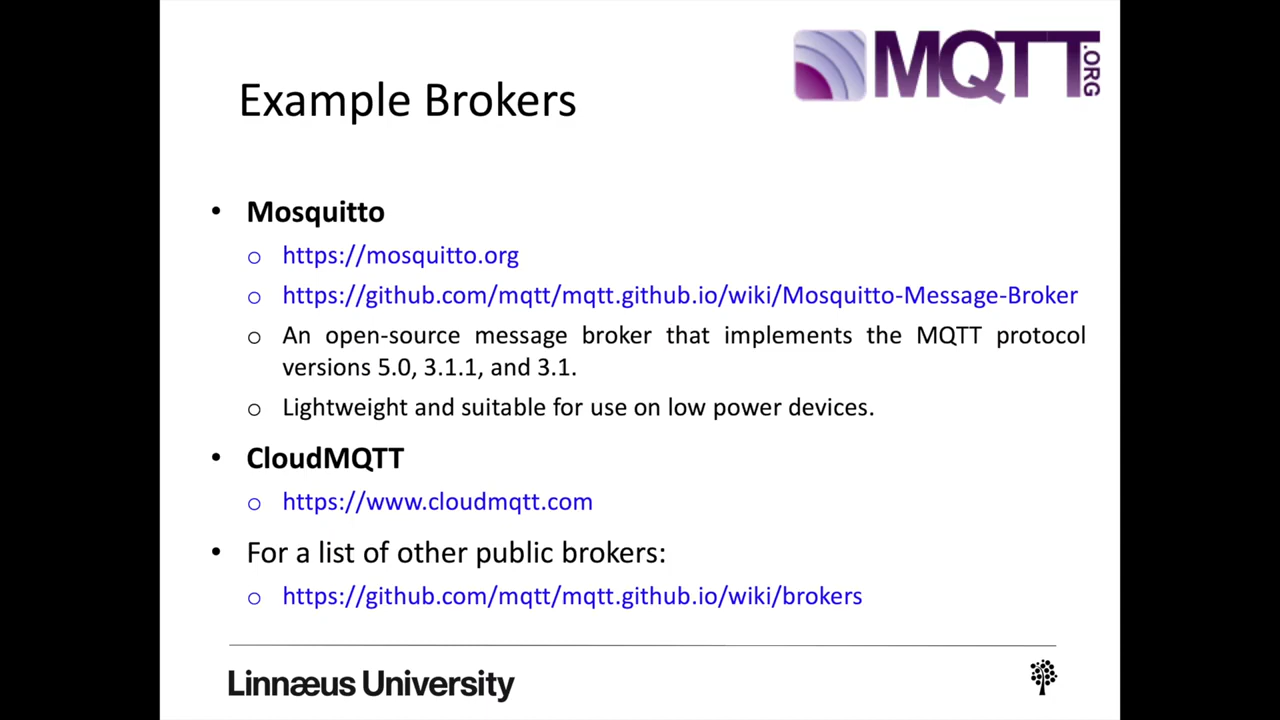 MQTT.ORG
Example Brokers
• Mosquitto
o https://mosquitto.org
o https://github.com/mqtt/mqtt.github.io/wiki/Mosquitto-Message-Broker
o An open-source message broker that implements the MQTT protocol
versions 5.0, 3.1.1, and 3.1.
o Lightweight and suitable for use on low power devices.
• CloudMQTT
o https://www.cloudmqtt.com
• For a list of other public brokers:
o https://github.com/mqtt/mqtt.github.io/wiki/brokers
Linnæus University